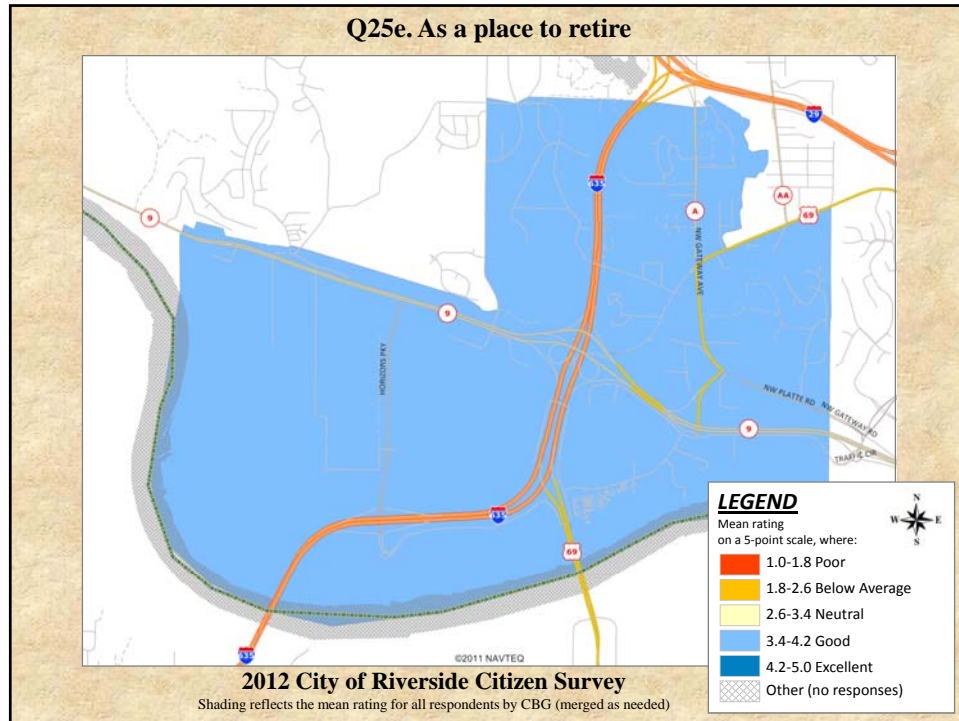 Q25e. As a place to retire
29
635
AA
A
69
9
NW GATEWAY AVE
9
HORIZONS PKY
NW PLATTE RD
NW GATEWAY RD
9
TRAFFIC CIR
635
69
635
©2011 NAVTEQ
LEGEND
Mean rating
on a 5-point scale, where:
N
W E
S
1.0-1.8 Poor
1.8-2.6 Below Average
2.6-3.4 Neutral
3.4-4.2 Good
4.2-5.0 Excellent
Other (no responses)
2012 City of Riverside Citizen Survey
Shading reflects the mean rating for all respondents by CBG (merged as needed)